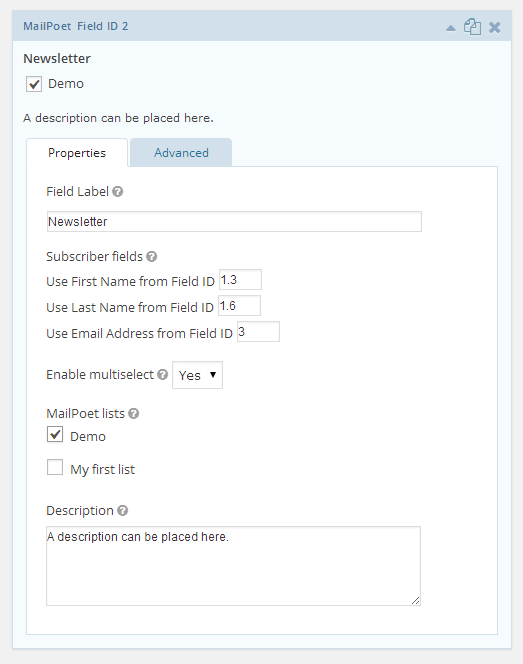 MailPoet Field ID 2
Newsletter
Demo
A description can be placed here.
Properties Advanced
Field Label ?
Newsletter
Subscriber fields ?
Use First Name from Field ID 1.3
Use Last Name from Field ID 1.6
Use Email Address from Field ID 3
Enable multiselect ? Yes
MailPoet lists ?
Demo
My first list
Description ?
A description can be placed here.